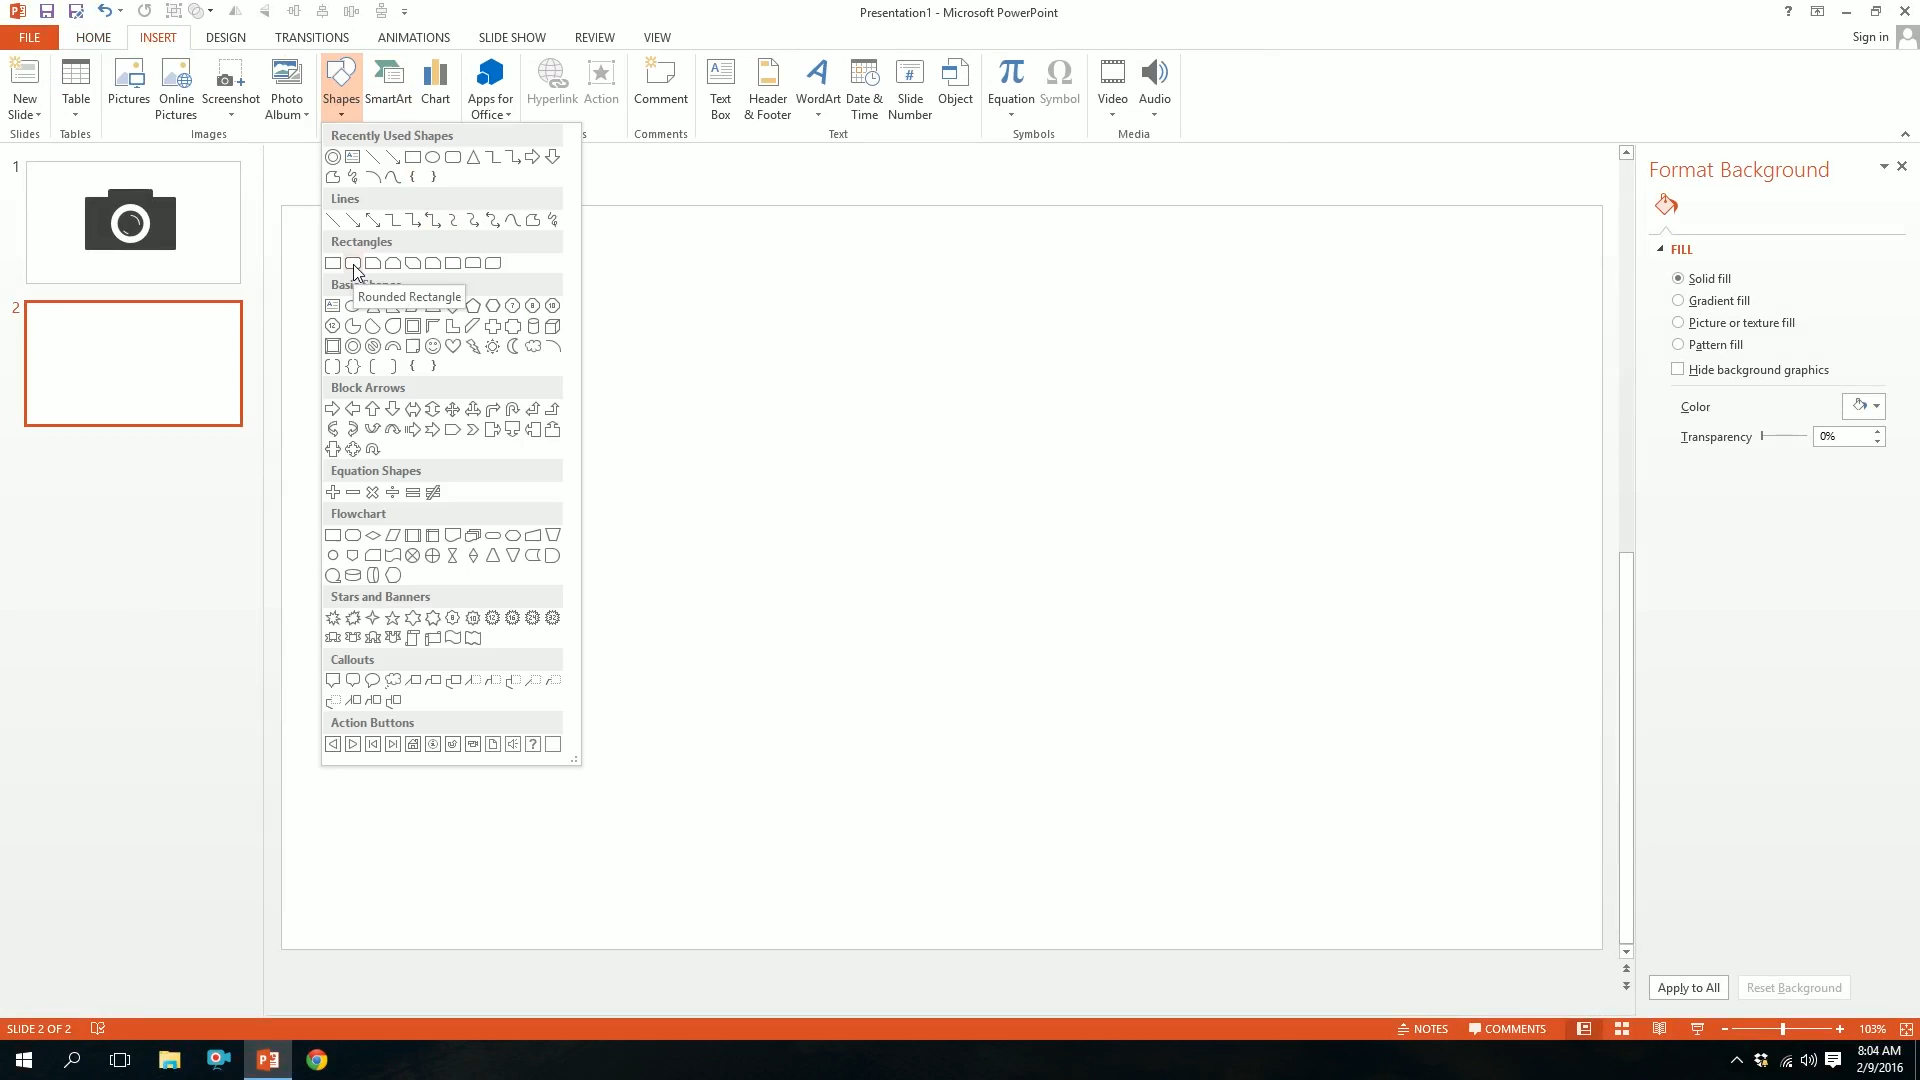 Presentation1 - Microsoft PowerPoint
?
FILE HOME INSERT DESIGN TRANSITIONS ANIMATIONS SLIDE SHOW REVIEW VIEW
Sign in
New Slide
Table
Pictures
Online Pictures
Screenshot
Photo Album
Shapes
SmartArt
Chart
Apps for Office
Hyperlink
Action
Comment
Text Box
Header & Footer
WordArt
Date & Time
Slide Number
Object
Equation
Symbol
Video
Audio
Slides
Tables
Images
Comments
Text
Symbols
Media
Recently Used Shapes
Lines
Rectangles
Rounded Rectangle
Block Arrows
Equation Shapes
Flowchart
Stars and Banners
Callouts
Action Buttons
1
2
Format Background
FILL
Solid fill
Gradient fill
Picture or texture fill
Pattern fill
Hide background graphics
Color
Transparency
0%
Apply to All
Reset Background
SLIDE 2 OF 2
NOTES
COMMENTS
103%
8:04 AM
2/9/2016